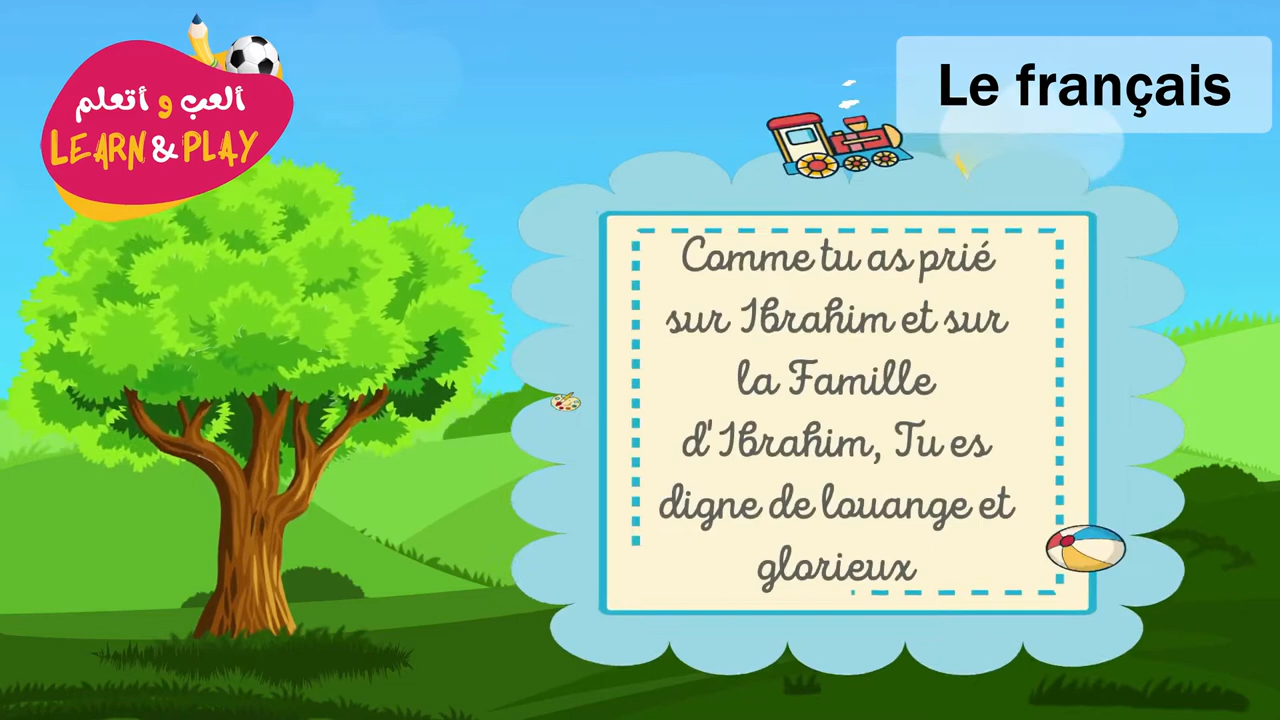 ألعب و أتعلم
LEARN & PLAY
Le français
Comme tu as prié
sur Ibrahim et sur
la Famille
d'Ibrahim, Tu es
digne de louange et
glorieux